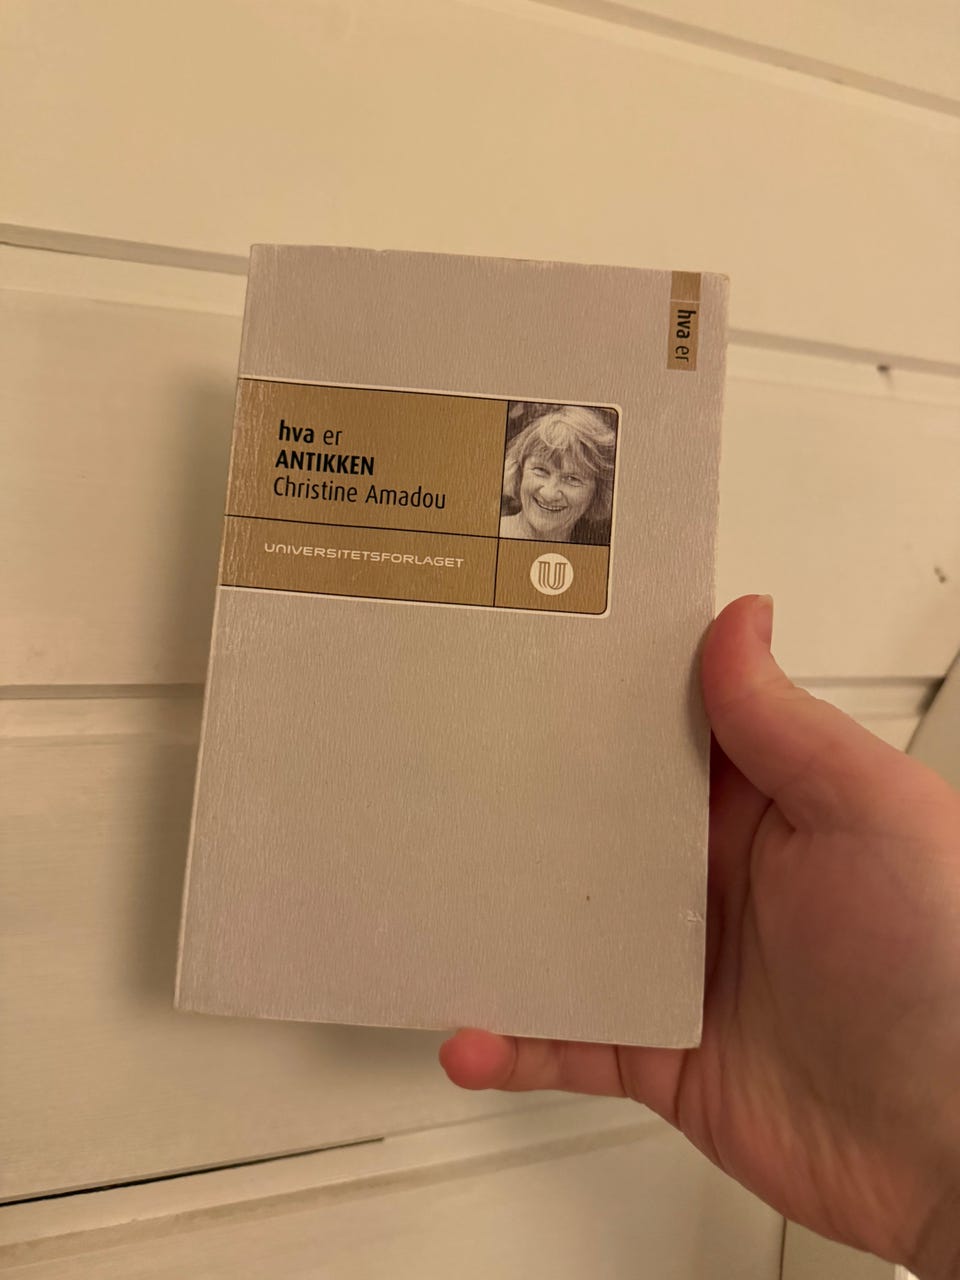 hva er
hva er
ANTIKKEN
Christine Amadou
UNIVERSITETSFORLAGET
U